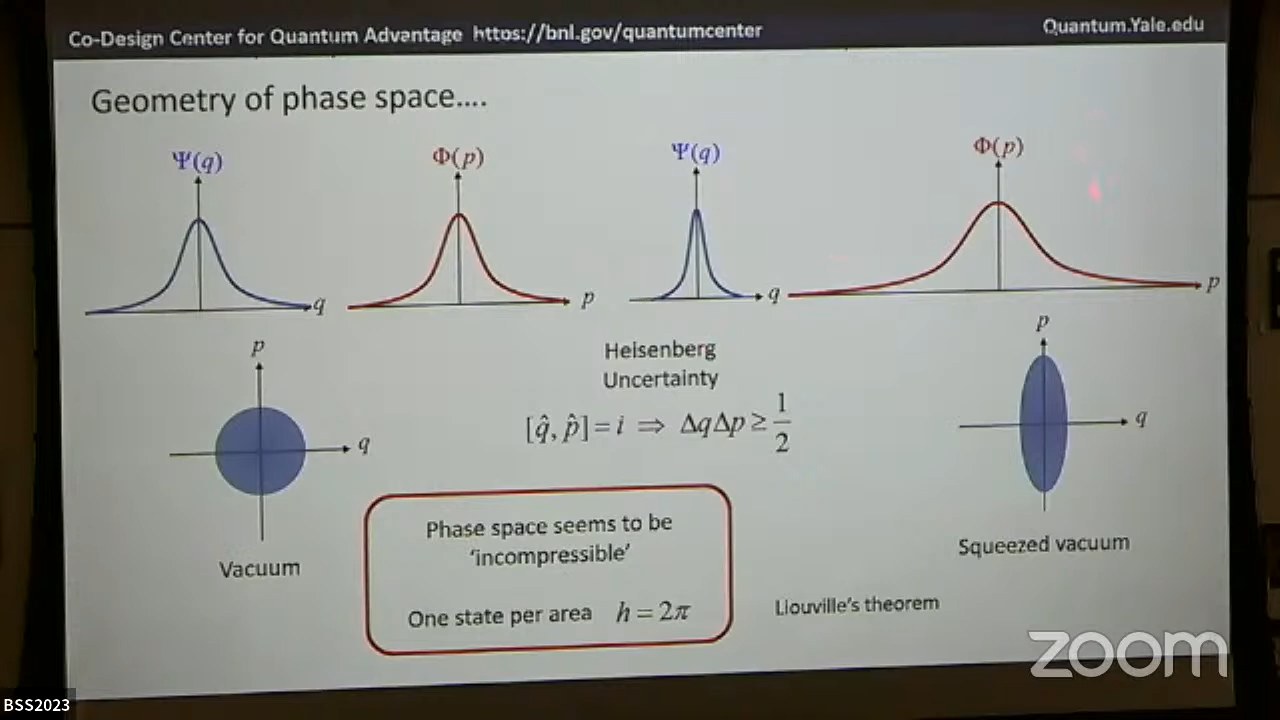 Co-Design Center for Quantum Advantage https://bnl.gov/quantumcenter
Quantum.Yale.edu
Geometry of phase space....
Ψ(q)
Φ(p)
Ψ(q)
Φ(p)
q
p
q
p
p
q
Vacuum
Heisenberg
Uncertainty
[q̂, p̂] = i ⇒ ΔqΔp ≥ 1/2
p
q
Squeezed vacuum
Phase space seems to be
'incompressible'
One state per area h = 2π
Liouville's theorem
zoom
BSS2023